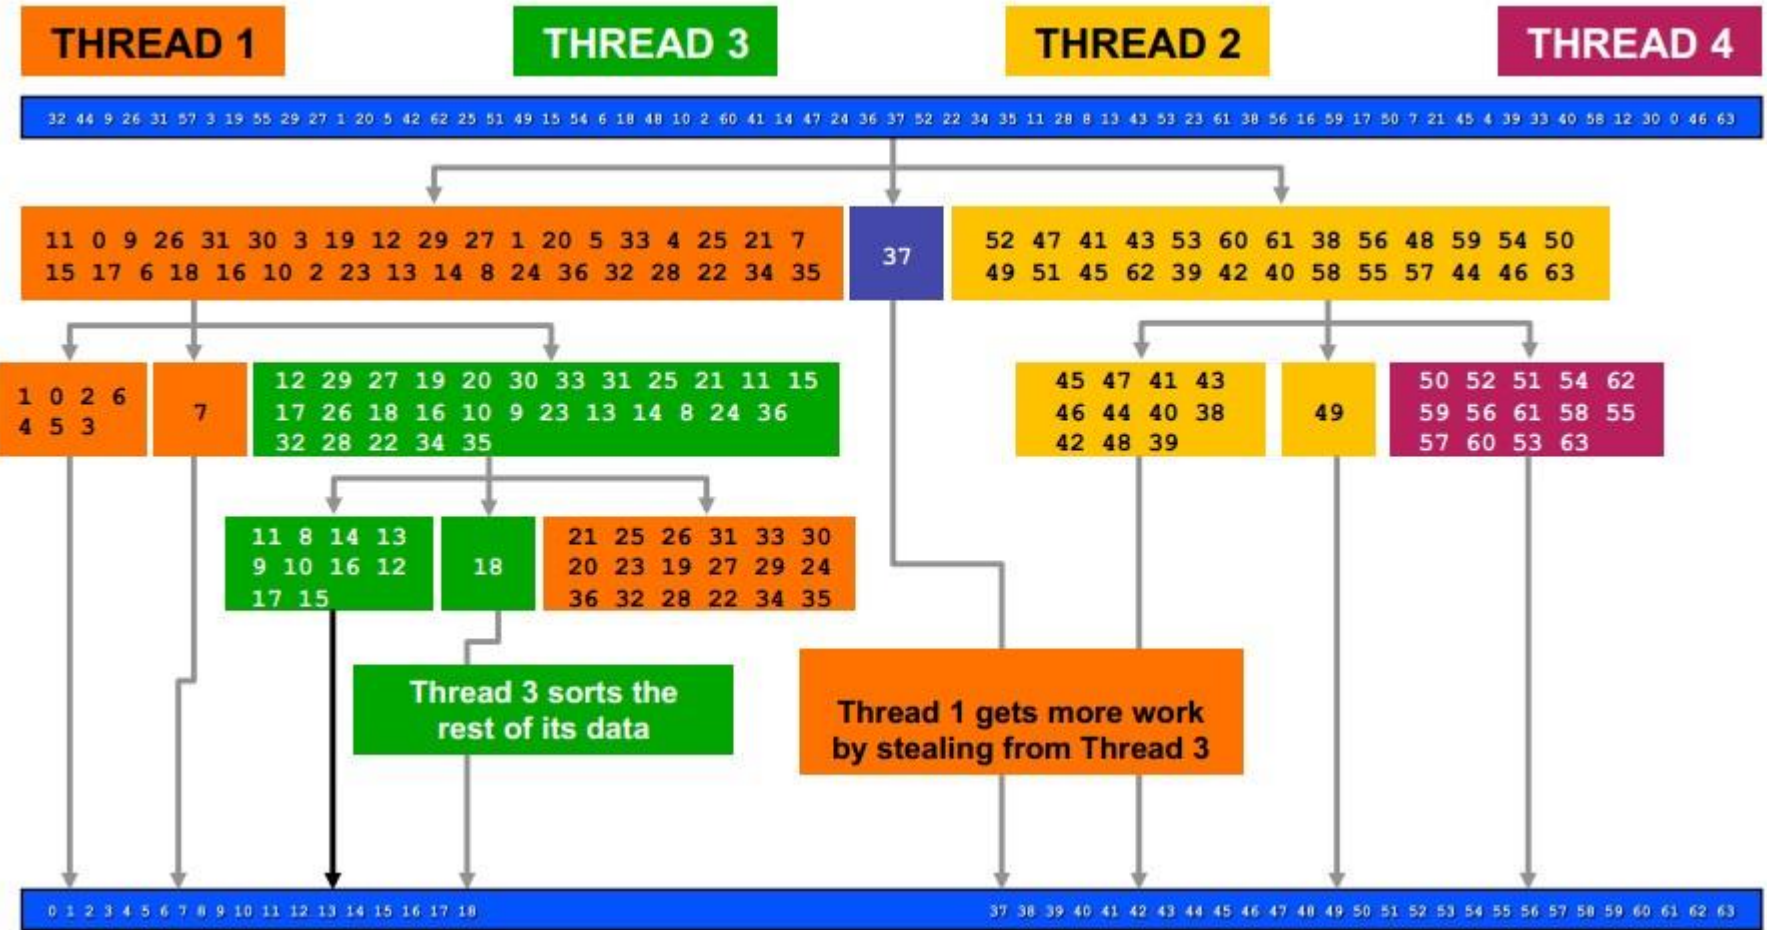 THREAD 1
THREAD 3
THREAD 2
THREAD 4
32 44 9 26 31 57 3 19 55 29 27 1 20 5 42 62 25 51 49 15 54 6 18 48 10 2 60 41 14 47 24 36 37 52 22 34 35 11 28 8 13 43 53 23 61 38 56 16 59 17 50 7 21 45 4 39 33 40 58 12 30 0 46 63
11 0 9 26 31 30 3 19 12 29 27 1 20 5 33 4 25 21 7
15 17 6 18 16 10 2 23 13 14 8 24 36 32 28 22 34 35
37
52 47 41 43 53 60 61 38 56 48 59 54 50
49 51 45 62 39 42 40 58 55 57 44 46 63
1 0 2 6
4 5 3
7
12 29 27 19 20 30 33 31 25 21 11 15
17 26 18 16 10 9 23 13 14 8 24 36
32 28 22 34 35
45 47 41 43
46 44 40 38
42 48 39
49
50 52 51 54 62
59 56 61 58 55
57 60 53 63
11 8 14 13
9 10 16 12
17 15
18
21 25 26 31 33 30
20 23 19 27 29 24
36 32 28 22 34 35
Thread 3 sorts the
rest of its data
Thread 1 gets more work
by stealing from Thread 3
0 1 2 3 4 5 6 7 8 9 10 11 12 13 14 15 16 17 18
37 38 39 40 41 42 43 44 45 46 47 48 49 50 51 52 53 54 55 56 57 58 59 60 61 62 63